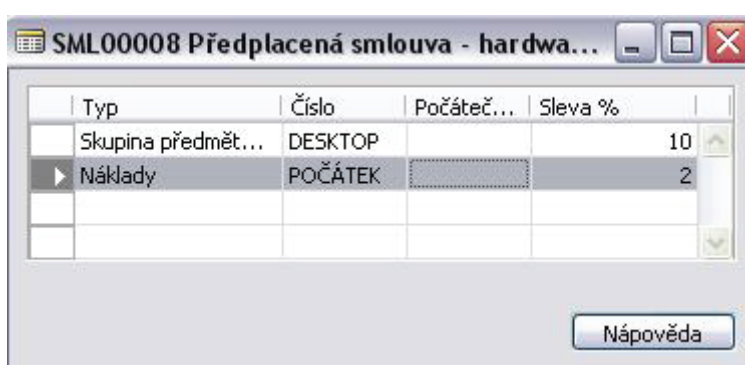 SML00008 Předplacená smlouva - hardwa...
Typ Číslo Počáteč... Sleva %
Skupina předmět... DESKTOP 10
Náklady POČÁTEK 2
Nápověda